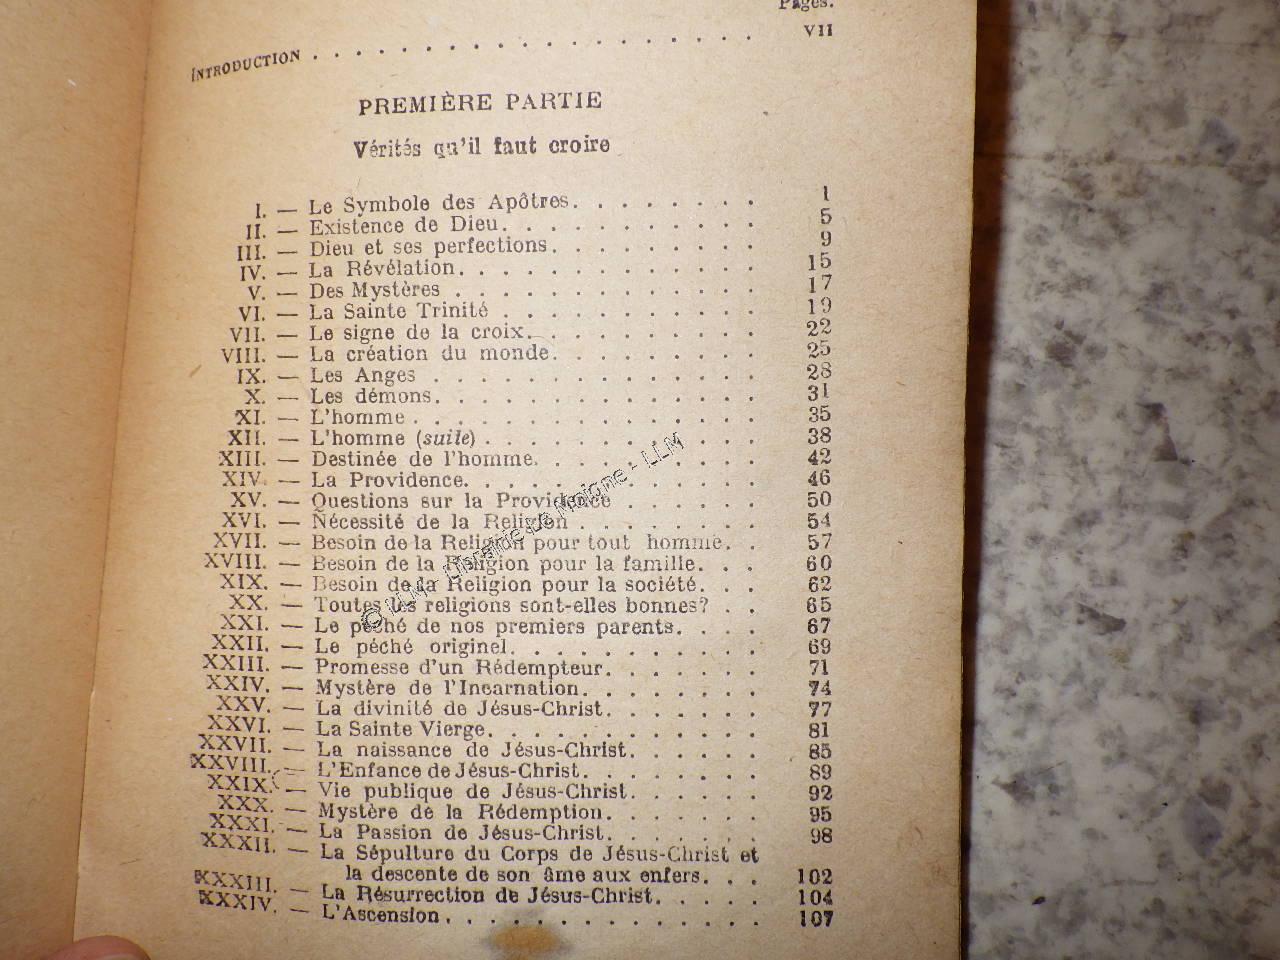 Pages.
INTRODUCTION . . . . . . . . . . . . . . . . . . . VII
PREMIÈRE PARTIE
Vérités qu'il faut croire
I. — Le Symbole des Apôtres. . . . . . . . 1
II. — Existence de Dieu. . . . . . . . . . . 5
III. — Dieu et ses perfections. . . . . . . . . 9
IV. — La Révélation. . . . . . . . . . . . . 15
V. — Des Mystères . . . . . . . . . . . . . 17
VI. — La Sainte Trinité . . . . . . . . . . . 19
VII. — Le signe de la croix. . . . . . . . . . 22
VIII. — La création du monde. . . . . . . . . 25
IX. — Les Anges . . . . . . . . . . . . . . 28
X. — Les démons. . . . . . . . . . . . . . 31
XI. — L'homme . . . . . . . . . . . . . . . 35
XII. — L'homme (suite) . . . . . . . . . . . . 38
XIII. — Destinée de l'homme. . . . . . . . . . 42
XIV. — La Providence. . . . . . . . . . . . . 46
XV. — Questions sur la Providence . . . . . . 50
XVI. — Nécessité de la Religion . . . . . . . . 54
XVII. — Besoin de la Religion pour tout homme. . 57
XVIII. — Besoin de la Religion pour la famille. . . 60
XIX. — Besoin de la Religion pour la société. . . 62
XX. — Toutes les religions sont-elles bonnes? . . 65
XXI. — Le péché de nos premiers parents. . . . 67
XXII. — Le péché originel. . . . . . . . . . . 69
XXIII. — Promesse d'un Rédempteur. . . . . . . 71
XXIV. — Mystère de l'Incarnation. . . . . . . . 74
XXV. — La divinité de Jésus-Christ. . . . . . . 77
XXVI. — La Sainte Vierge. . . . . . . . . . . . 81
XXVII. — La naissance de Jésus-Christ. . . . . . 85
XXVIII. — L'Enfance de Jésus-Christ. . . . . . . . 89
XXIX. — Vie publique de Jésus-Christ. . . . . . 92
XXX. — Mystère de la Rédemption. . . . . . . 95
XXXI. — La Passion de Jésus-Christ. . . . . . . 98
XXXII. — La Sépulture du Corps de Jésus-Christ et
la descente de son âme aux enfers. . . 102
XXXIII. — La Résurrection de Jésus-Christ. . . . . 104
XXXIV. — L'Ascension . . . . . . . . . . . . . . 107
© LLM - Librairie Le Moigne - LLM